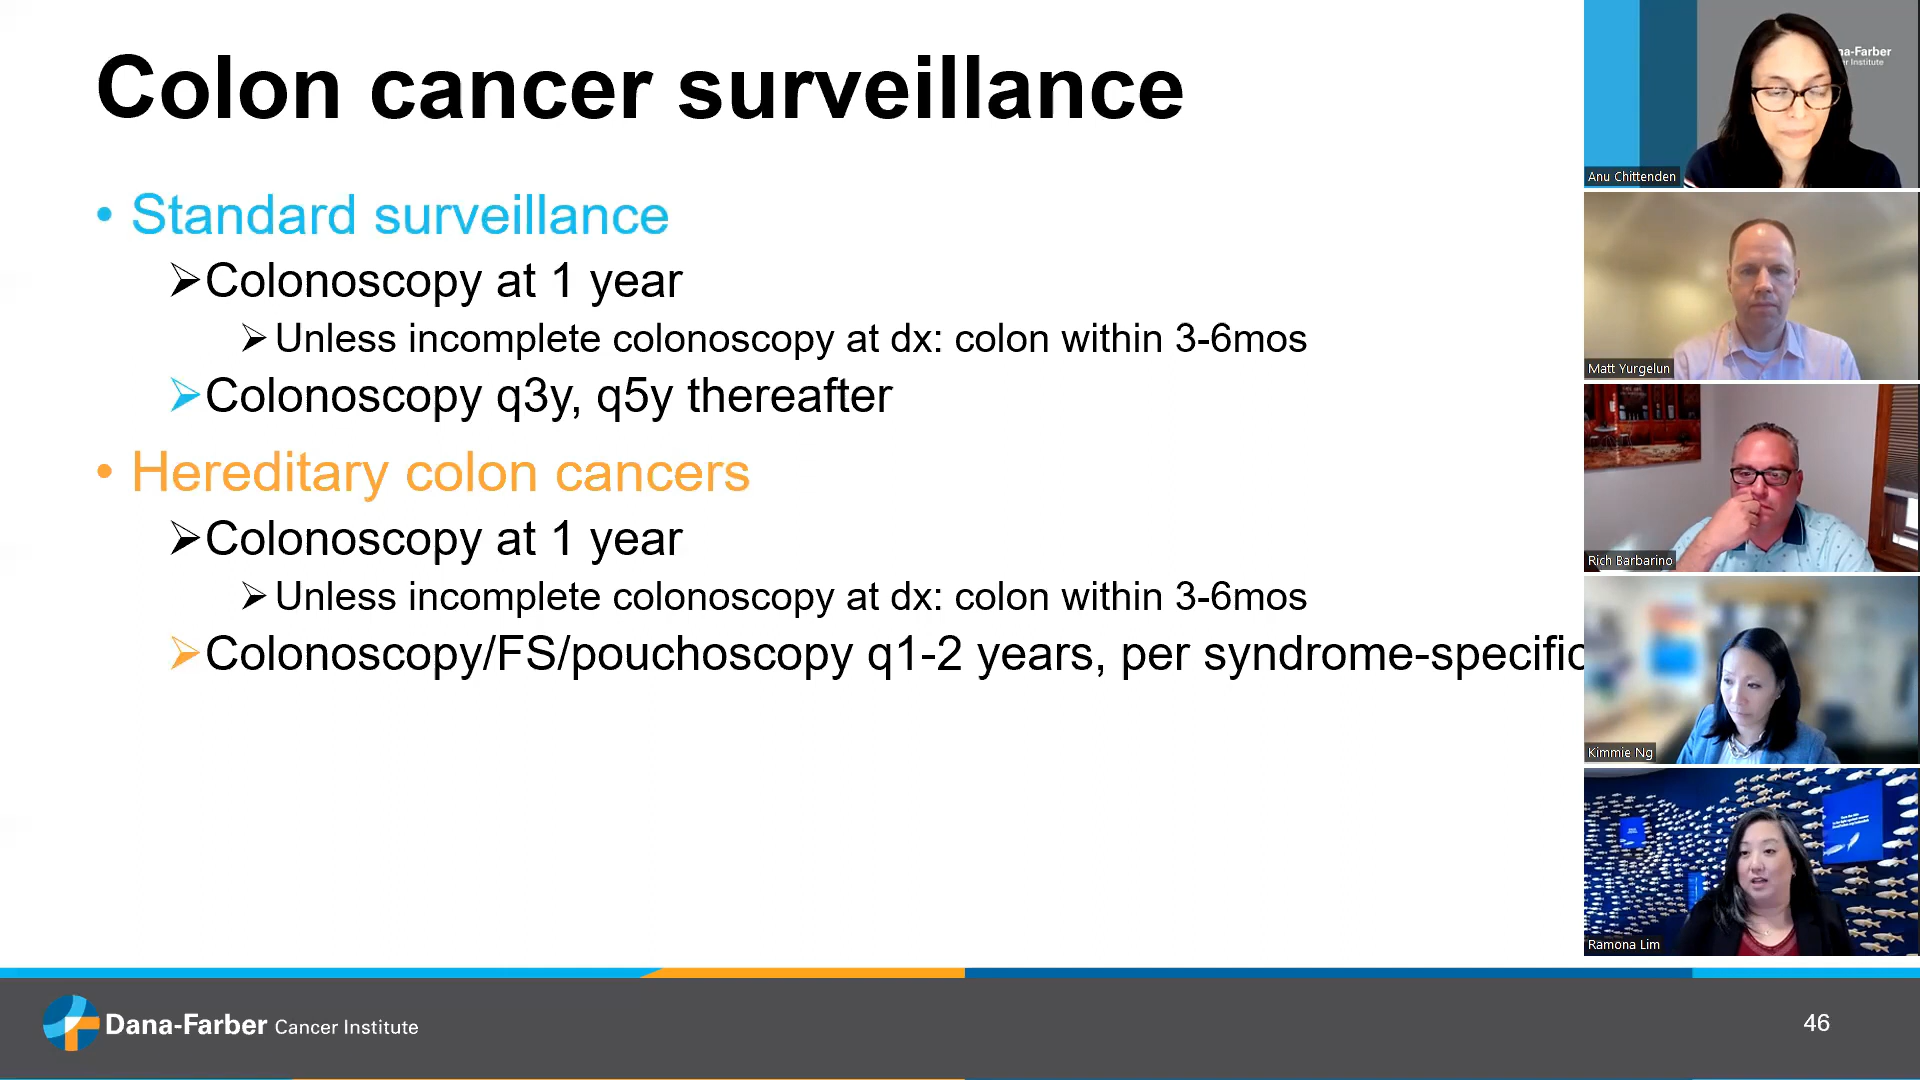 Colon cancer surveillance
• Standard surveillance
➢Colonoscopy at 1 year
➢Unless incomplete colonoscopy at dx: colon within 3-6mos
➢Colonoscopy q3y, q5y thereafter
• Hereditary colon cancers
➢Colonoscopy at 1 year
➢Unless incomplete colonoscopy at dx: colon within 3-6mos
➢Colonoscopy/FS/pouchoscopy q1-2 years, per syndrome-specific
Dana-Farber Cancer Institute
46
Anu Chittenden
Matt Yurgelun
Rich Barbarino
Kimmie Ng
Ramona Lim